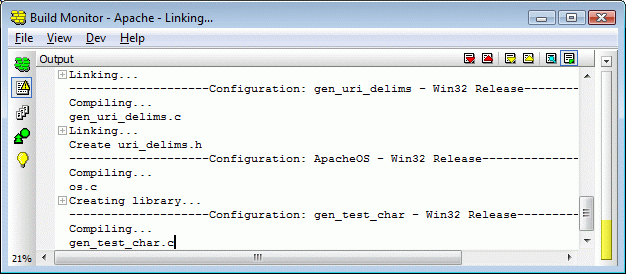 Build Monitor - Apache - Linking...
File View Dev Help
Output
Linking...
--------------------Configuration: gen_uri_delims - Win32 Release--------------------
Compiling...
gen_uri_delims.c
Linking...
Create uri_delims.h
--------------------Configuration: ApacheOS - Win32 Release--------------------
Compiling...
os.c
Creating library...
--------------------Configuration: gen_test_char - Win32 Release--------------------
Compiling...
gen_test_char.c
21%